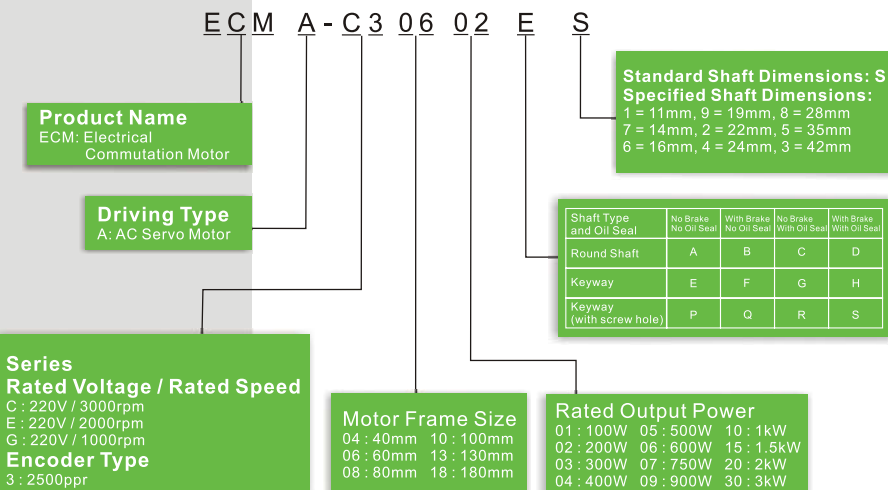 ECM A-C3 06 02 E S
Product Name
ECM: Electrical
Commutation Motor
Driving Type
A: AC Servo Motor
Series
Rated Voltage / Rated Speed
C : 220V / 3000rpm
E : 220V / 2000rpm
G : 220V / 1000rpm
Encoder Type
3 : 2500ppr
Motor Frame Size
04 : 40mm 10 : 100mm
06 : 60mm 13 : 130mm
08 : 80mm 18 : 180mm
Rated Output Power
01 : 100W 05 : 500W 10 : 1kW
02 : 200W 06 : 600W 15 : 1.5kW
03 : 300W 07 : 750W 20 : 2kW
04 : 400W 09 : 900W 30 : 3kW
Shaft Type and Oil Seal No Brake No Oil Seal With Brake No Oil Seal No Brake With Oil Seal With Brake With Oil Seal
Round Shaft A B C D
Keyway E F G H
Keyway (with screw hole) P Q R S
Standard Shaft Dimensions: S
Specified Shaft Dimensions:
1 = 11mm, 9 = 19mm, 8 = 28mm
7 = 14mm, 2 = 22mm, 5 = 35mm
6 = 16mm, 4 = 24mm, 3 = 42mm